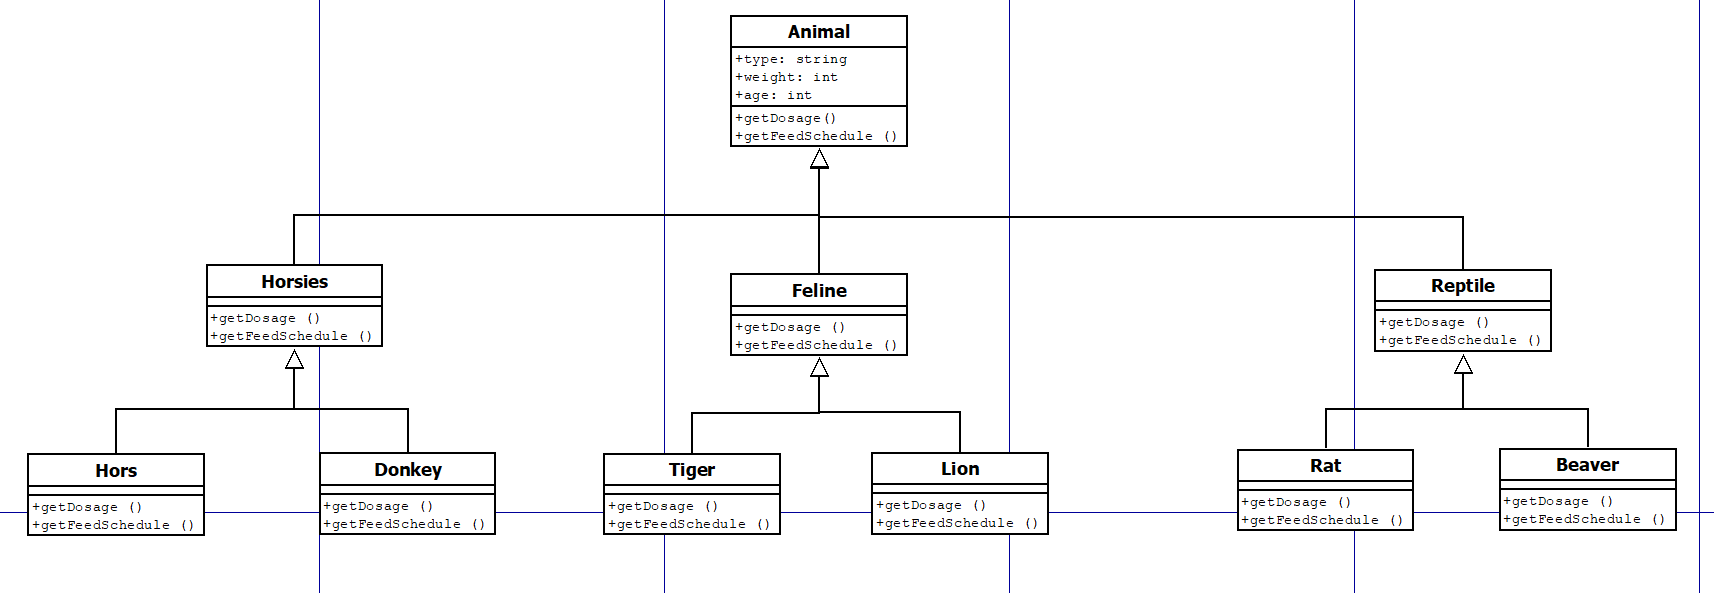 Animal
+type: string
+weight: int
+age: int
+getDosage()
+getFeedSchedule ()
Horsies
+getDosage ()
+getFeedSchedule ()
Feline
+getDosage ()
+getFeedSchedule ()
Reptile
+getDosage ()
+getFeedSchedule ()
Hors
+getDosage ()
+getFeedSchedule ()
Donkey
+getDosage ()
+getFeedSchedule ()
Tiger
+getDosage ()
+getFeedSchedule ()
Lion
+getDosage ()
+getFeedSchedule ()
Rat
+getDosage ()
+getFeedSchedule ()
Beaver
+getDosage ()
+getFeedSchedule ()